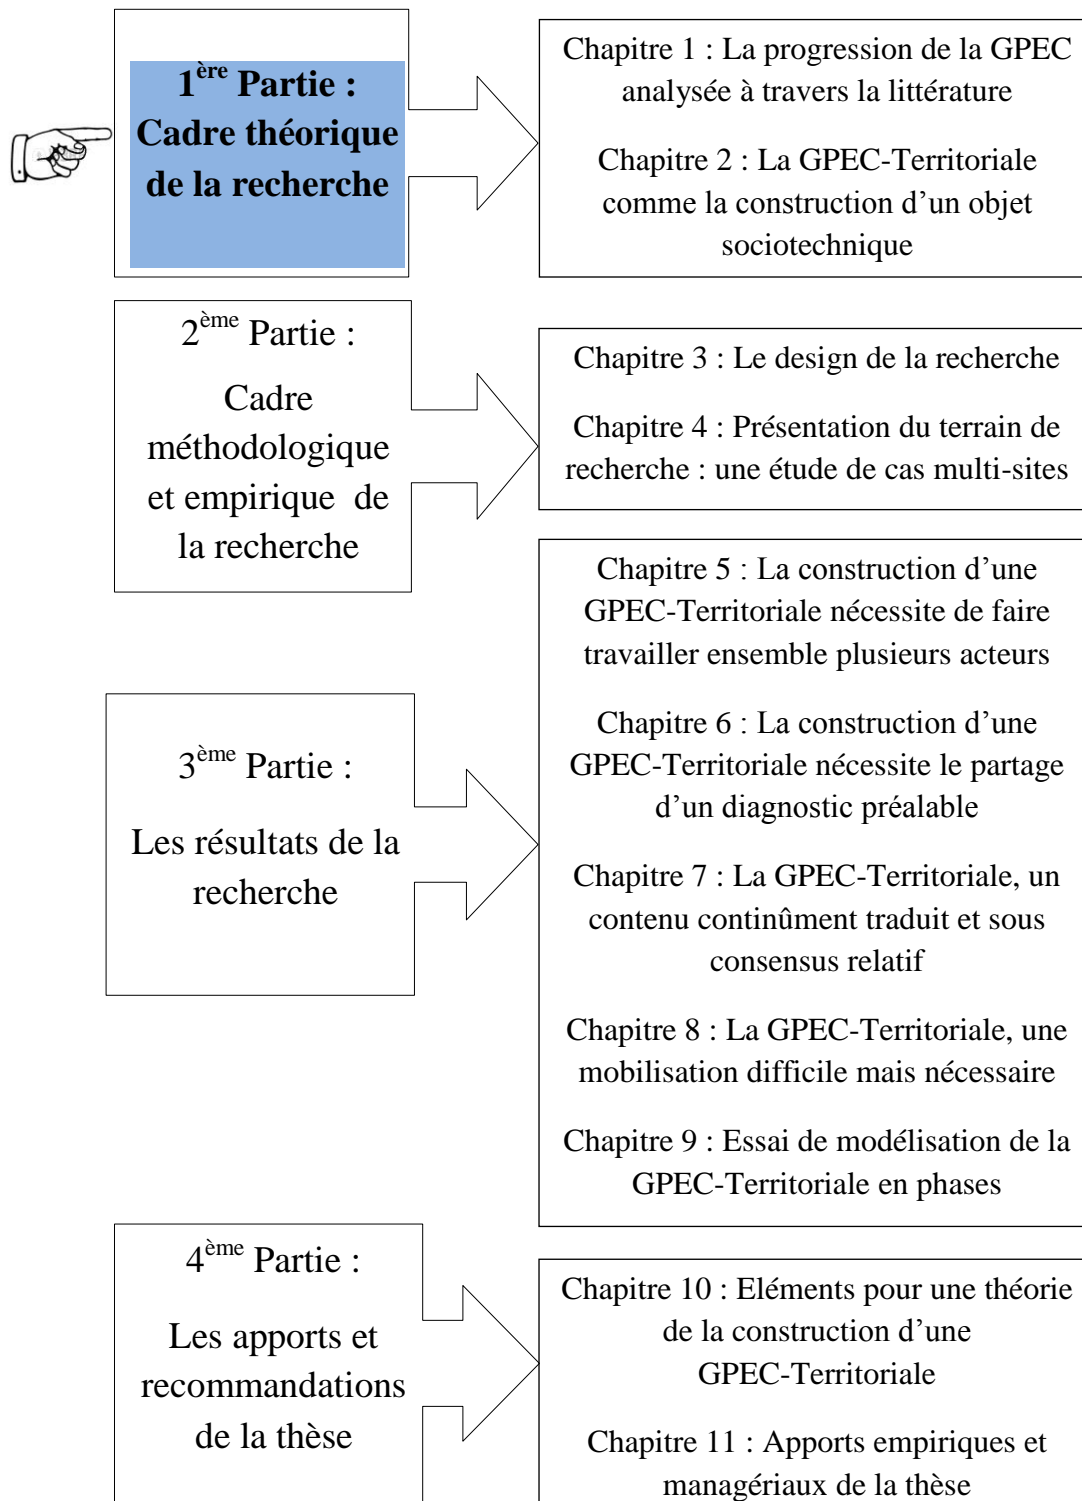 1ère Partie :
Cadre théorique
de la recherche
Chapitre 1 : La progression de la GPEC
analysée à travers la littérature
Chapitre 2 : La GPEC-Territoriale
comme la construction d’un objet
sociotechnique
2ème Partie :
Cadre
méthodologique
et empirique de
la recherche
Chapitre 3 : Le design de la recherche
Chapitre 4 : Présentation du terrain de
recherche : une étude de cas multi-sites
3ème Partie :
Les résultats de la
recherche
Chapitre 5 : La construction d’une
GPEC-Territoriale nécessite de faire
travailler ensemble plusieurs acteurs
Chapitre 6 : La construction d’une
GPEC-Territoriale nécessite le partage
d’un diagnostic préalable
Chapitre 7 : La GPEC-Territoriale, un
contenu continûment traduit et sous
consensus relatif
Chapitre 8 : La GPEC-Territoriale, une
mobilisation difficile mais nécessaire
Chapitre 9 : Essai de modélisation de la
GPEC-Territoriale en phases
4ème Partie :
Les apports et
recommandations
de la thèse
Chapitre 10 : Eléments pour une théorie
de la construction d’une
GPEC-Territoriale
Chapitre 11 : Apports empiriques et
managériaux de la thèse